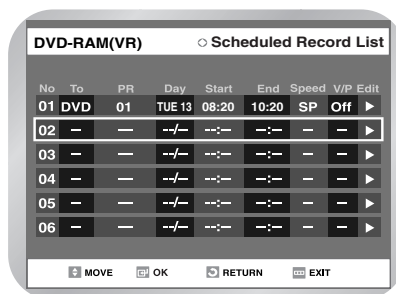 DVD-RAM(VR) Scheduled Record List
No To PR Day Start End Speed V/P Edit
01 DVD 01 TUE 13 08:20 10:20 SP Off ►
02 – — --/– --:– –:– – – ►
03 – — --/– --:– –:– – – ►
04 – — --/– --:– –:– – – ►
05 – — --/– --:– –:– – – ►
06 – — --/– --:– –:– – – ►
MOVE OK RETURN EXIT